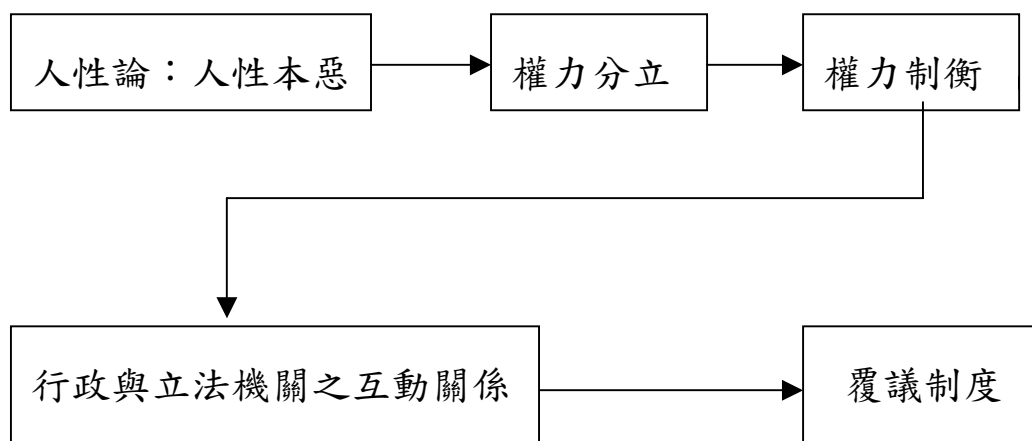 人性論：人性本惡
權力分立
權力制衡
行政與立法機關之互動關係
覆議制度